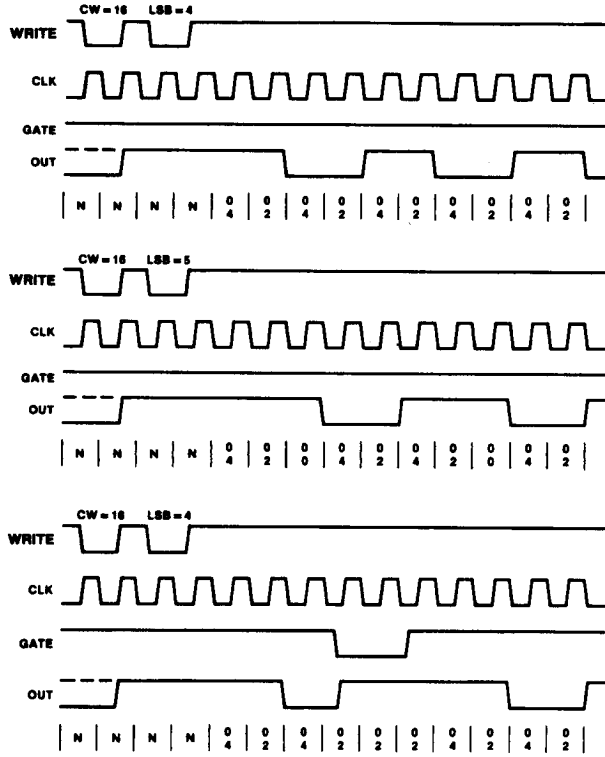 CW = 16 LSB = 4
WRITE
CLK
GATE
OUT
N N N N 0 0 0 0 0 0 0 0 0 0
4 2 4 2 4 2 4 2 4 2
CW = 16 LSB = 5
WRITE
CLK
GATE
OUT
N N N N 0 0 0 0 0 0 0 0 0 0
4 2 0 4 2 4 2 0 4 2
CW = 16 LSB = 4
WRITE
CLK
GATE
OUT
N N N N 0 0 0 0 0 0 0 0 0 0
4 2 4 2 2 2 4 2 4 2